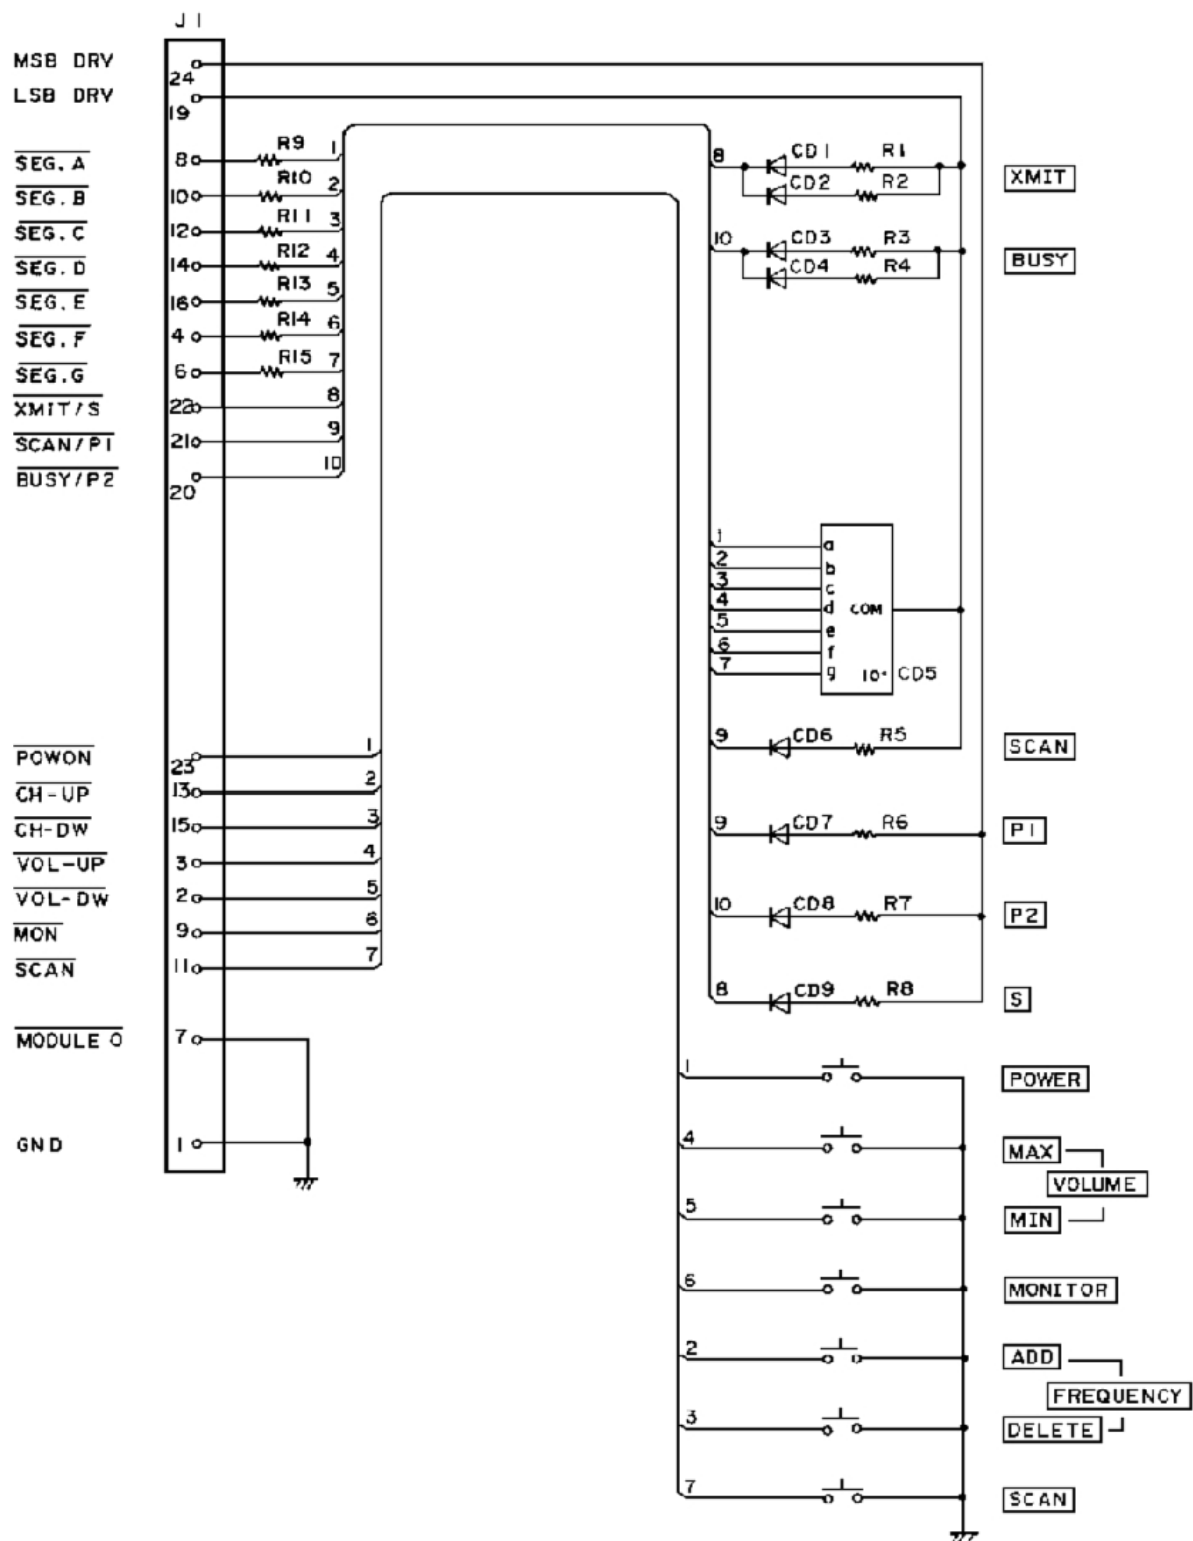 J1
MSB DRV
24
LSB DRV
19
SEG.A 8 R9 1
SEG.B 10 R10 2
SEG.C 12 R11 3
SEG.D 14 R12 4
SEG.E 16 R13 5
SEG.F 4 R14 6
SEG.G 6 R15 7
XMIT/S 22 8
SCAN/P1 21 9
BUSY/P2 20 10
8 CD1 R1 XMIT
CD2 R2
10 CD3 R3 BUSY
CD4 R4
1 a
2 b
3 c
4 d COM
5 e
6 f
7 g 10° CD5
POWON 23 1
CH-UP 13 2
CH-DW 15 3
VOL-UP 3 4
VOL-DW 2 5
MON 9 6
SCAN 11 7
MODULE 0 7
GND 1
9 CD6 R5 SCAN
9 CD7 R6 P1
10 CD8 R7 P2
8 CD9 R8 S
1 POWER
4 MAX
VOLUME
5 MIN
6 MONITOR
2 ADD
FREQUENCY
3 DELETE
7 SCAN